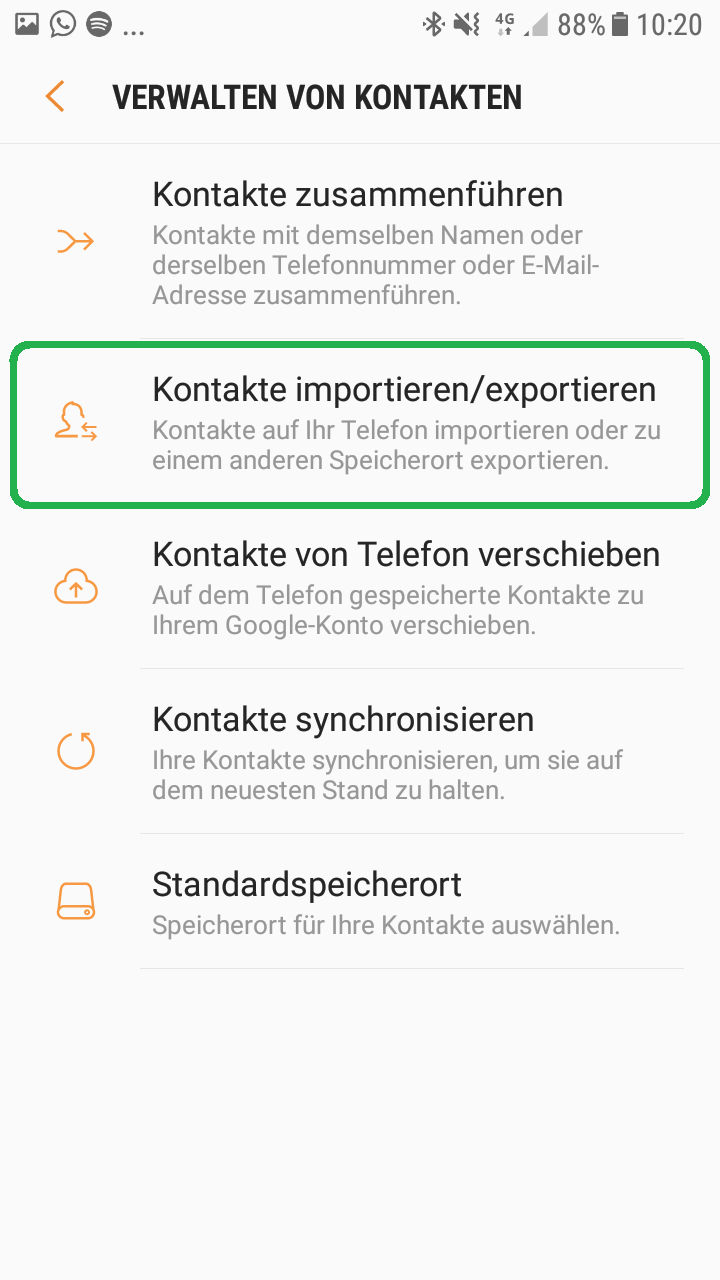 ... 4G 88% 10:20
VERWALTEN VON KONTAKTEN
Kontakte zusammenführen
Kontakte mit demselben Namen oder
derselben Telefonnummer oder E-Mail-
Adresse zusammenführen.
Kontakte importieren/exportieren
Kontakte auf Ihr Telefon importieren oder zu
einem anderen Speicherort exportieren.
Kontakte von Telefon verschieben
Auf dem Telefon gespeicherte Kontakte zu
Ihrem Google-Konto verschieben.
Kontakte synchronisieren
Ihre Kontakte synchronisieren, um sie auf
dem neuesten Stand zu halten.
Standardspeicherort
Speicherort für Ihre Kontakte auswählen.